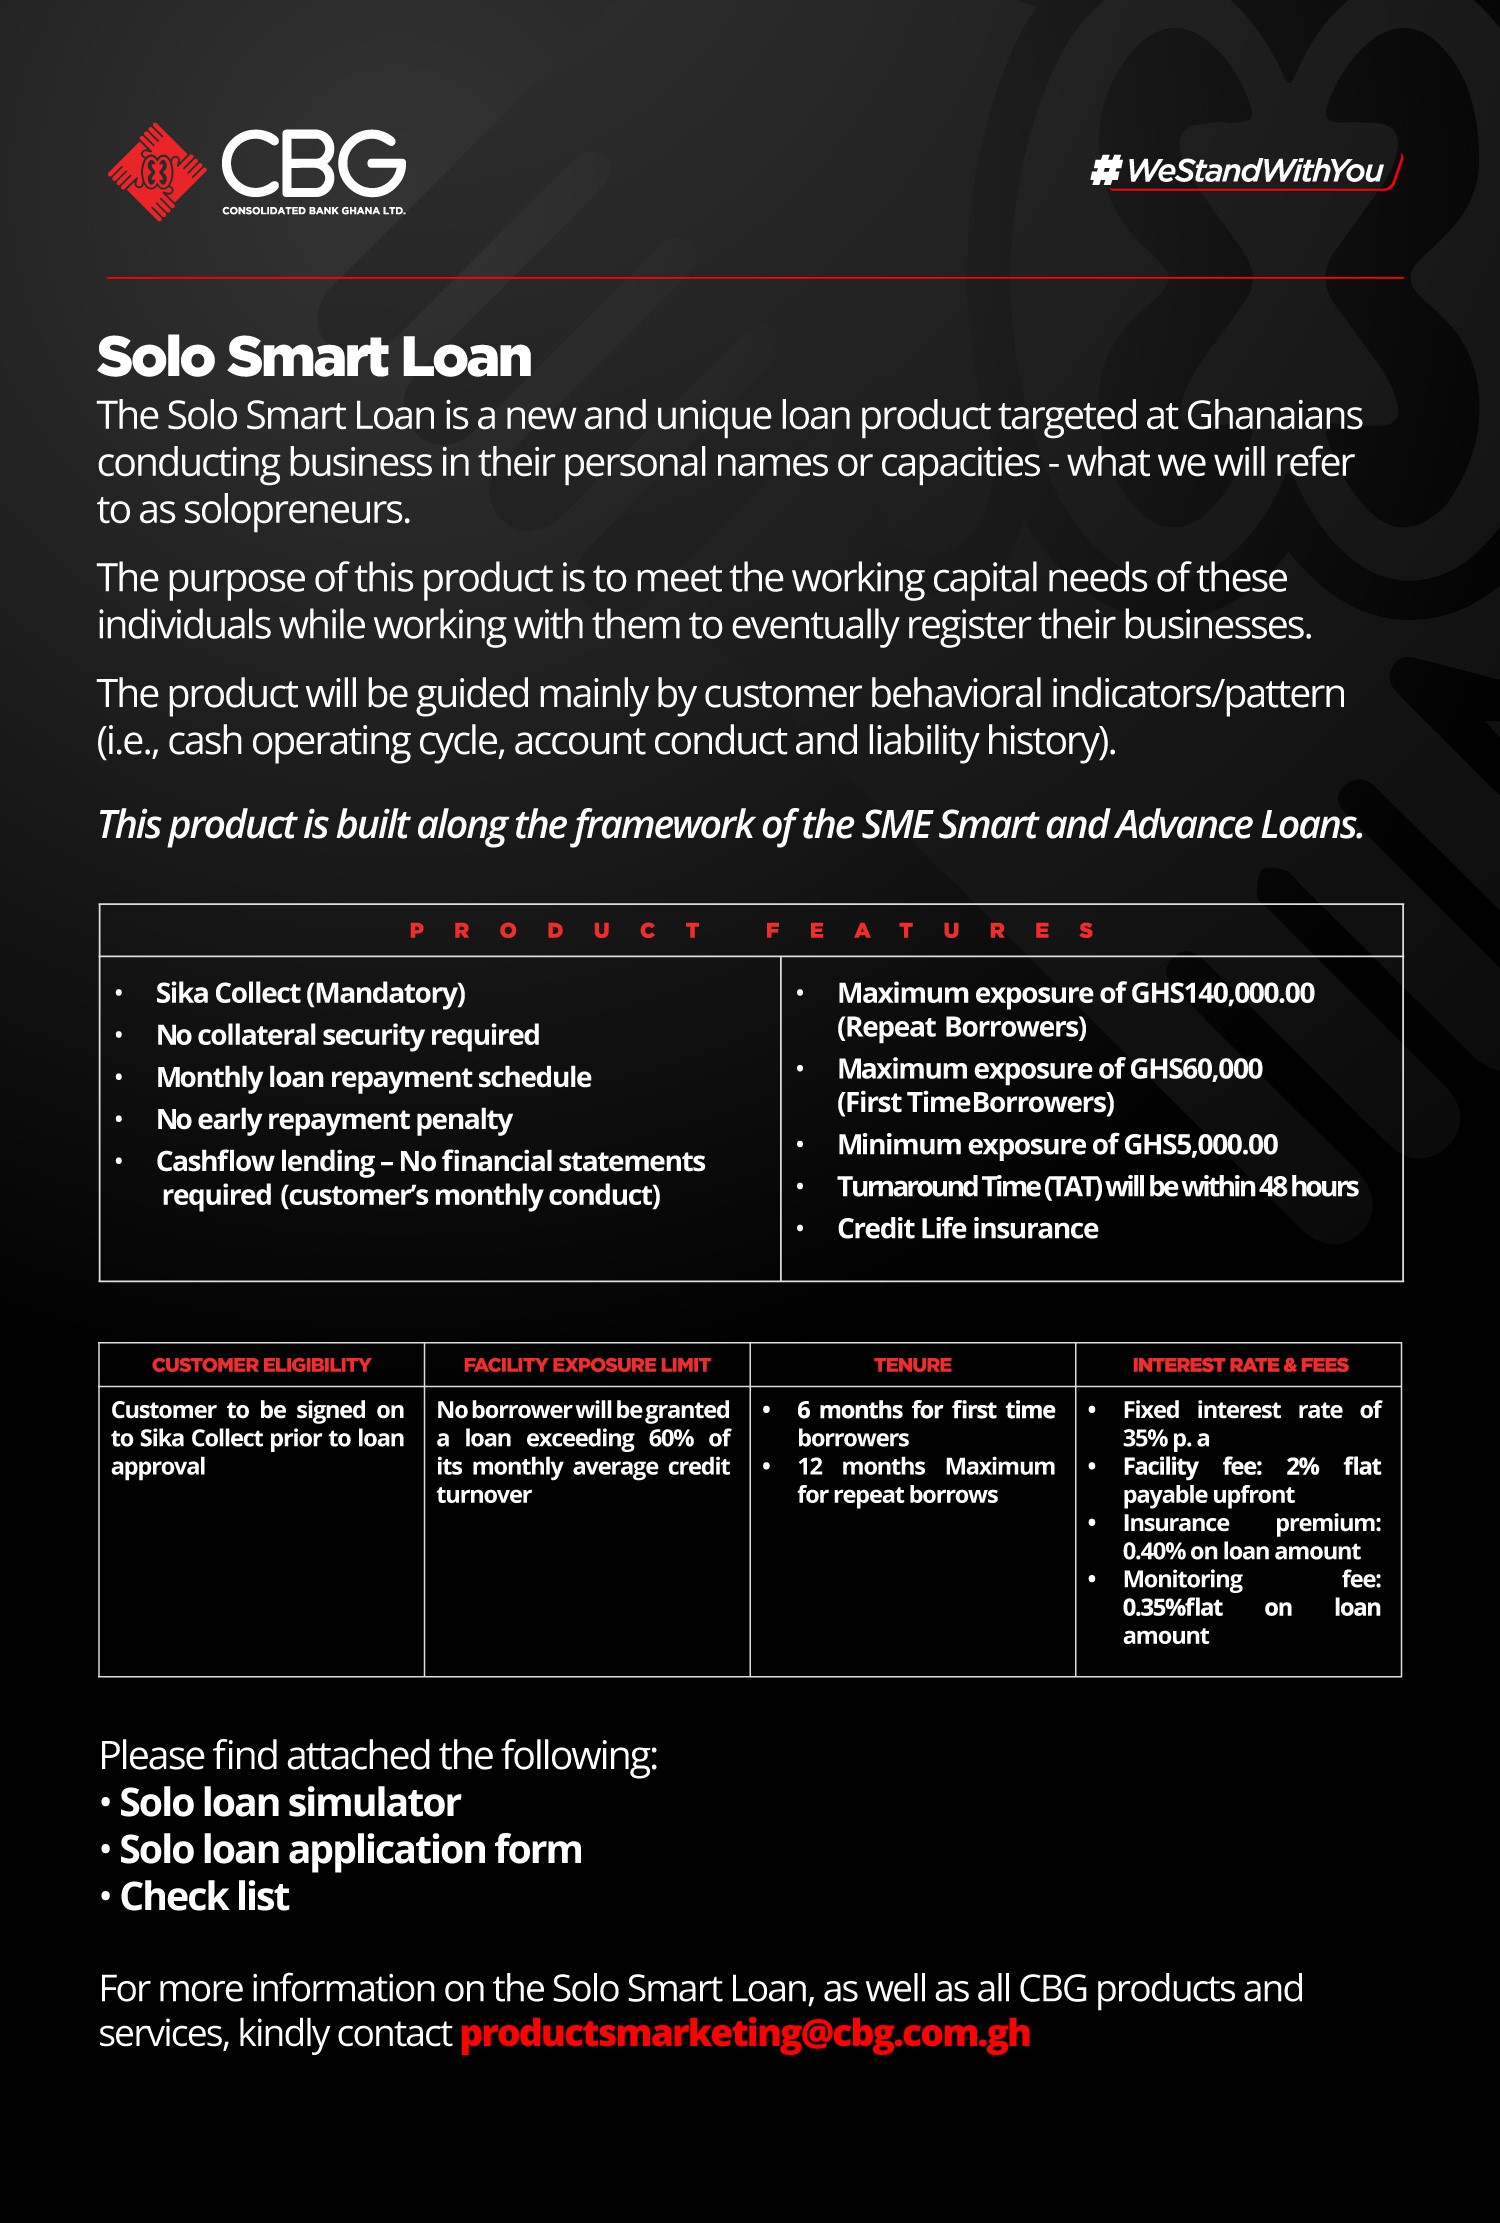 CBG
CONSOLIDATED BANK GHANA LTD.
#WeStandWithYou
Solo Smart Loan
The Solo Smart Loan is a new and unique loan product targeted at Ghanaians
conducting business in their personal names or capacities - what we will refer
to as solopreneurs.
The purpose of this product is to meet the working capital needs of these
individuals while working with them to eventually register their businesses.
The product will be guided mainly by customer behavioral indicators/pattern
(i.e., cash operating cycle, account conduct and liability history).
This product is built along the framework of the SME Smart and Advance Loans.
PRODUCT FEATURES
• Sika Collect (Mandatory)
• No collateral security required
• Monthly loan repayment schedule
• No early repayment penalty
• Cashflow lending – No financial statements
required (customer’s monthly conduct)
• Maximum exposure of GHS140,000.00
(Repeat Borrowers)
• Maximum exposure of GHS60,000
(First TimeBorrowers)
• Minimum exposure of GHS5,000.00
• Turnaround Time (TAT) will be within 48 hours
• Credit Life insurance
CUSTOMER ELIGIBILITY
Customer to be signed on
to Sika Collect prior to loan
approval
FACILITY EXPOSURE LIMIT
No borrower will be granted
a loan exceeding 60% of
its monthly average credit
turnover
TENURE
• 6 months for first time
borrowers
• 12 months Maximum
for repeat borrows
INTEREST RATE & FEES
• Fixed interest rate of
35% p. a
• Facility fee: 2% flat
payable upfront
• Insurance premium:
0.40% on loan amount
• Monitoring fee:
0.35%flat on loan
amount
Please find attached the following:
• Solo loan simulator
• Solo loan application form
• Check list
For more information on the Solo Smart Loan, as well as all CBG products and
services, kindly contact productsmarketing@cbg.com.gh